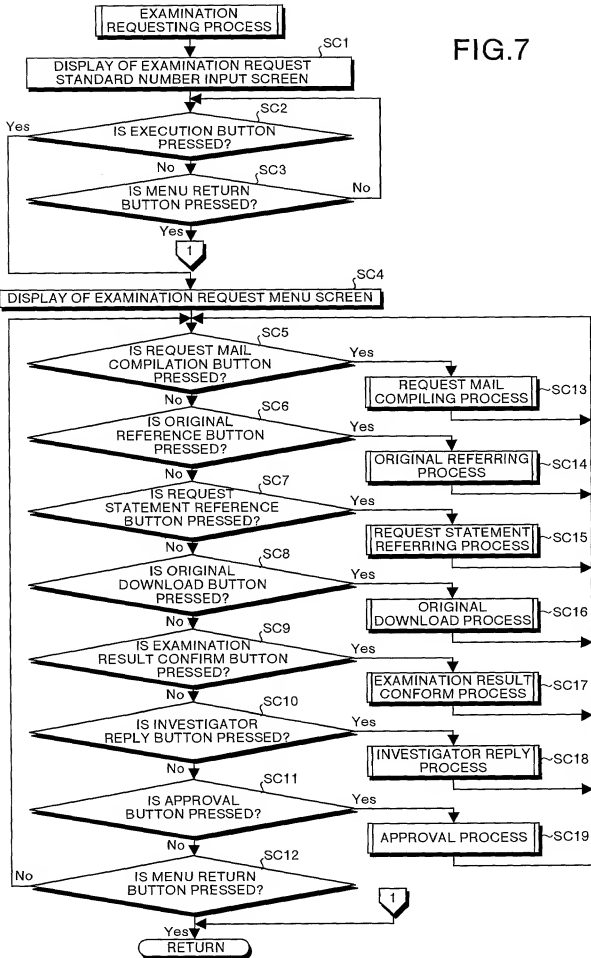 EXAMINATION
REQUESTING PROCESS
FIG.7
SC1
DISPLAY OF EXAMINATION REQUEST
STANDARD NUMBER INPUT SCREEN
SC2
Yes
IS EXECUTION BUTTON
PRESSED?
No
SC3
IS MENU RETURN
BUTTON PRESSED?
No
Yes
1
SC4
DISPLAY OF EXAMINATION REQUEST MENU SCREEN
SC5
IS REQUEST MAIL
COMPILATION BUTTON
PRESSED?
Yes
REQUEST MAIL
COMPILING PROCESS
SC13
No
SC6
IS ORIGINAL
REFERENCE BUTTON
PRESSED?
Yes
ORIGINAL REFERRING
PROCESS
SC14
No
SC7
IS REQUEST
STATEMENT REFERENCE
BUTTON PRESSED?
Yes
REQUEST STATEMENT
REFERRING PROCESS
SC15
No
SC8
IS ORIGINAL
DOWNLOAD BUTTON
PRESSED?
Yes
ORIGINAL
DOWNLOAD PROCESS
SC16
No
SC9
IS EXAMINATION
RESULT CONFIRM BUTTON
PRESSED?
Yes
EXAMINATION RESULT
CONFORM PROCESS
SC17
No
SC10
IS INVESTIGATOR
REPLY BUTTON PRESSED?
Yes
INVESTIGATOR REPLY
PROCESS
SC18
No
SC11
IS APPROVAL
BUTTON PRESSED?
Yes
APPROVAL PROCESS
SC19
No
SC12
No
IS MENU RETURN
BUTTON PRESSED?
1
Yes
RETURN